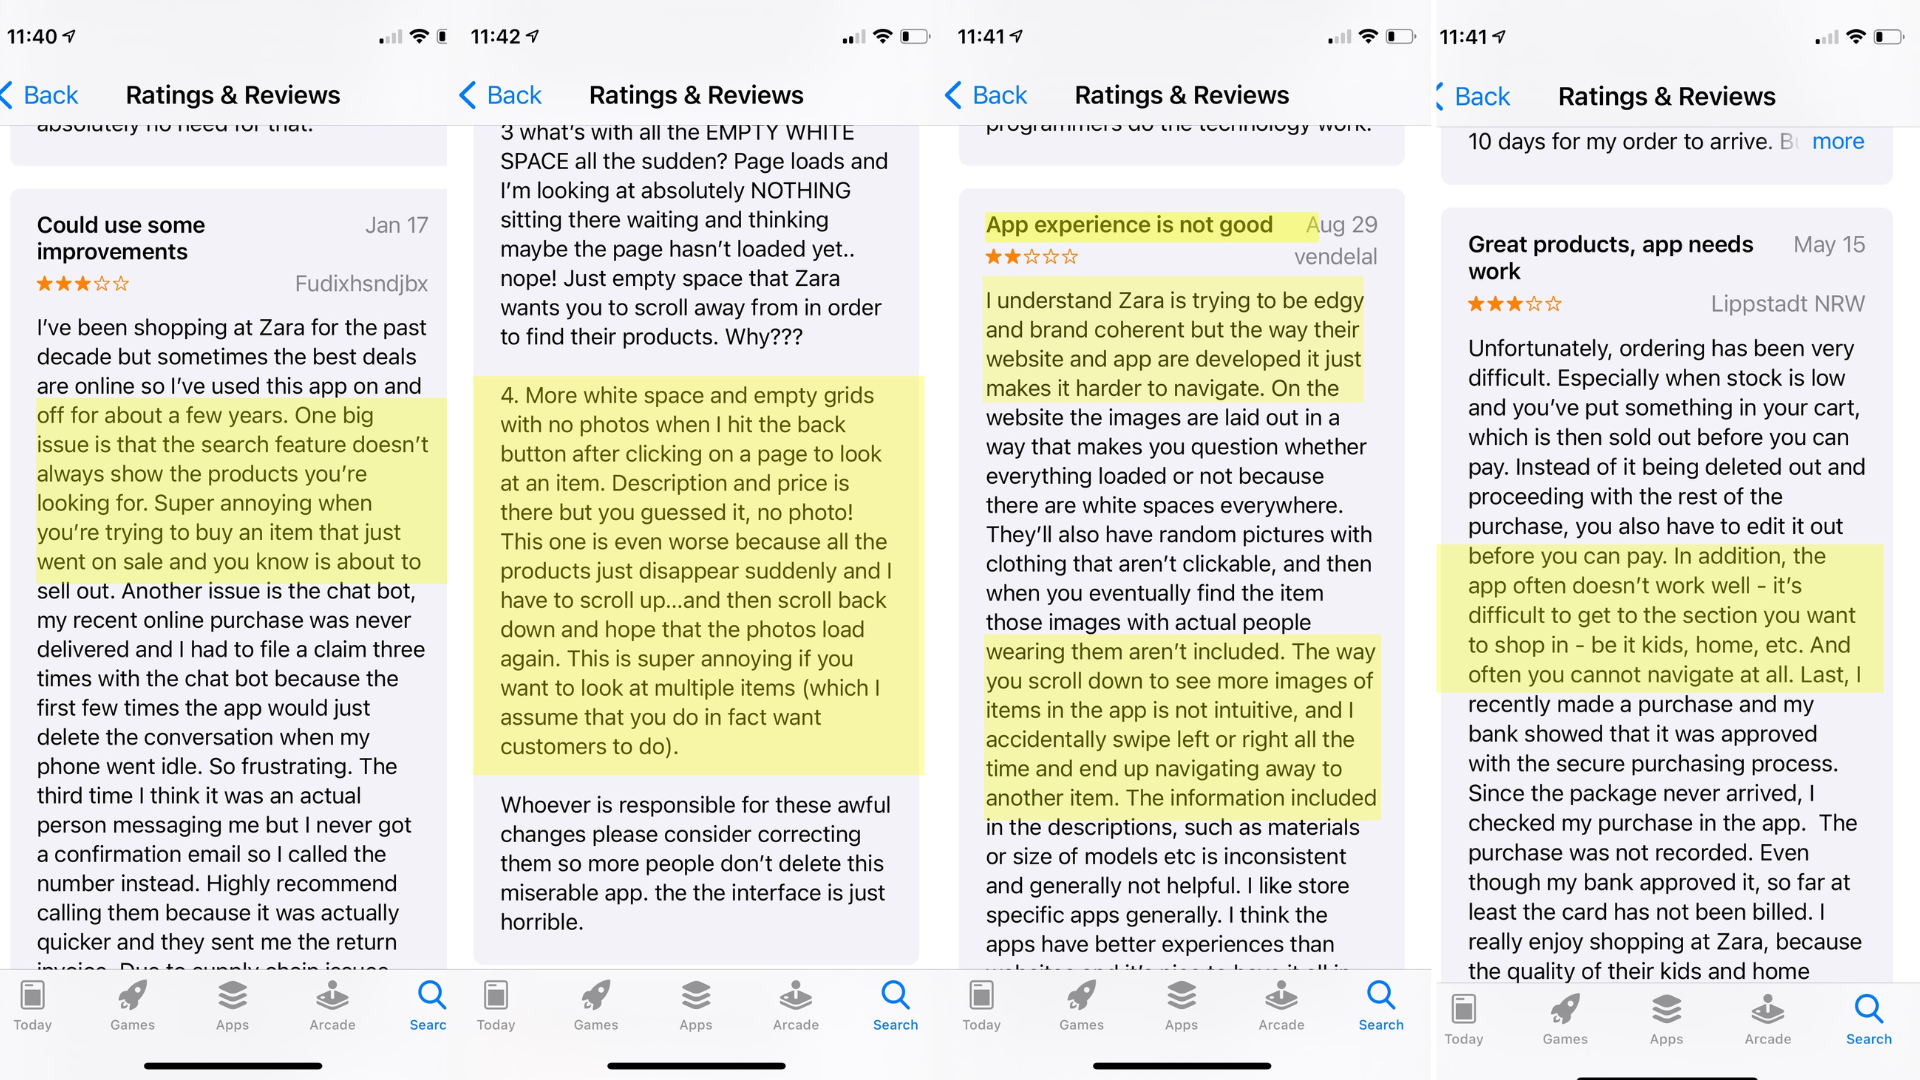 11:40
Back
Ratings & Reviews
absolutely no need for that.
Could use some
improvements
Jan 17
Fudixhsndjbx
I've been shopping at Zara for the past
decade but sometimes the best deals
are online so I've used this app on and
off for about a few years. One big
issue is that the search feature doesn't
always show the products you're
looking for. Super annoying when
you're trying to buy an item that just
went on sale and you know is about to
sell out. Another issue is the chat bot,
my recent online purchase was never
delivered and I had to file a claim three
times with the chat bot because the
first few times the app would just
delete the conversation when my
phone went idle. So frustrating. The
third time I think it was an actual
person messaging me but I never got
a confirmation email so I called the
number instead. Highly recommend
calling them because it was actually
quicker and they sent me the return
invoice. Due to supply chain issues
Today
Games
Apps
Arcade
Searc
11:42
Back
Ratings & Reviews
3 what's with all the EMPTY WHITE
SPACE all the sudden? Page loads and
I'm looking at absolutely NOTHING
sitting there waiting and thinking
maybe the page hasn't loaded yet..
nope! Just empty space that Zara
wants you to scroll away from in order
to find their products. Why???
4. More white space and empty grids
with no photos when I hit the back
button after clicking on a page to look
at an item. Description and price is
there but you guessed it, no photo!
This one is even worse because all the
products just disappear suddenly and I
have to scroll up...and then scroll back
down and hope that the photos load
again. This is super annoying if you
want to look at multiple items (which I
assume that you do in fact want
customers to do).
Whoever is responsible for these awful
changes please consider correcting
them so more people don't delete this
miserable app. the the interface is just
horrible.
Today
Games
Apps
Arcade
Search
11:41
Back
Ratings & Reviews
programmers do the technology work.
App experience is not good
Aug 29
vendelal
I understand Zara is trying to be edgy
and brand coherent but the way their
website and app are developed it just
makes it harder to navigate. On the
website the images are laid out in a
way that makes you question whether
everything loaded or not because
there are white spaces everywhere.
They'll also have random pictures with
clothing that aren't clickable, and then
when you eventually find the item
those images with actual people
wearing them aren't included. The way
you scroll down to see more images of
items in the app is not intuitive, and I
accidentally swipe left or right all the
time and end up navigating away to
another item. The information included
in the descriptions, such as materials
or size of models etc is inconsistent
and generally not helpful. I like store
specific apps generally. I think the
apps have better experiences than
websites and it's nice to have it all in
Today
Games
Apps
Arcade
Search
11:41
Back
Ratings & Reviews
10 days for my order to arrive. more
Great products, app needs
work
May 15
Lippstadt NRW
Unfortunately, ordering has been very
difficult. Especially when stock is low
and you've put something in your cart,
which is then sold out before you can
pay. Instead of it being deleted out and
proceeding with the rest of the
purchase, you also have to edit it out
before you can pay. In addition, the
app often doesn't work well - it's
difficult to get to the section you want
to shop in - be it kids, home, etc. And
often you cannot navigate at all. Last, I
recently made a purchase and my
bank showed that it was approved
with the secure purchasing process.
Since the package never arrived, I
checked my purchase in the app. The
purchase was not recorded. Even
though my bank approved it, so far at
least the card has not been billed. I
really enjoy shopping at Zara, because
the quality of their kids and home
Today
Games
Apps
Arcade
Search